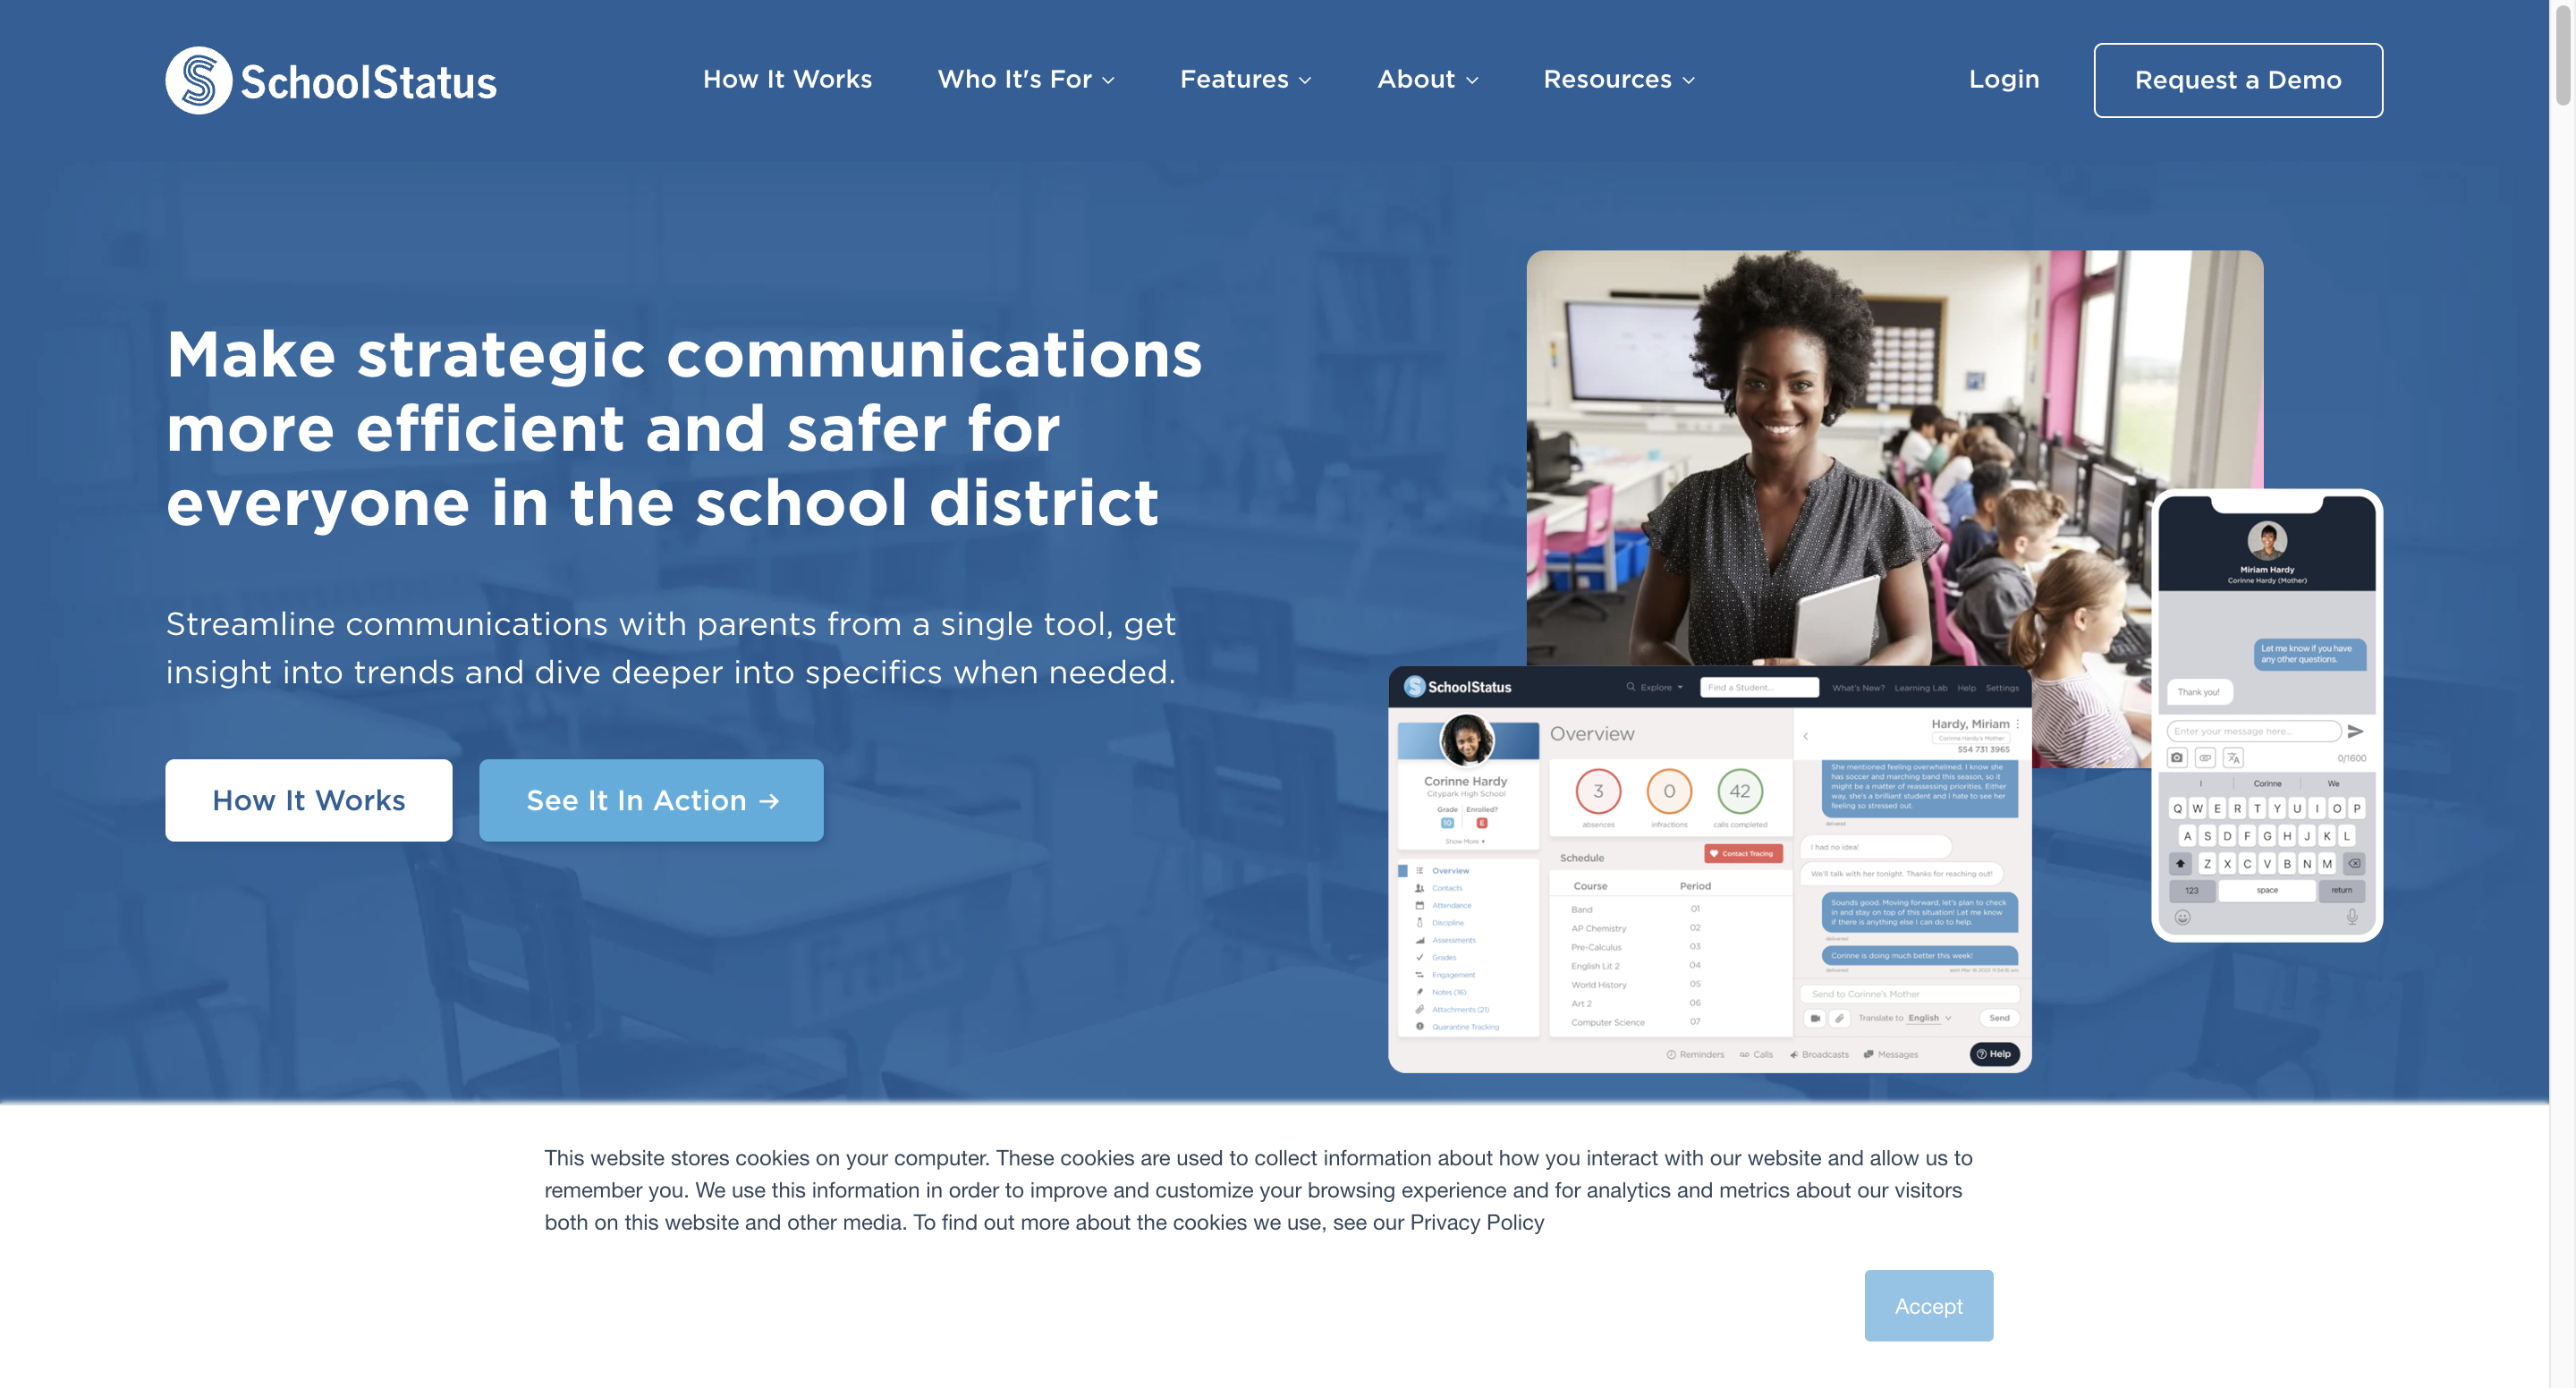 SchoolStatus
How It Works
Who It's For
Features
About
Resources
Login
Request a Demo
Make strategic communications
more efficient and safer for
everyone in the school district
Streamline communications with parents from a single tool, get
insight into trends and dive deeper into specifics when needed.
How It Works
See It In Action →
SchoolStatus
Explore
Find a Student...
What's New?
Learning Lab
Help
Settings
Corinne Hardy
Citypark High School
Grade
Enrolled?
10
E
Show More
Overview
Contacts
Attendance
Discipline
Assessments
Grades
Engagement
Notes (16)
Attachments (21)
Quarantine Tracking
Overview
3
0
42
absences
infractions
calls completed
Schedule
Contact Tracing
Course Period
Band 01
AP Chemistry 02
Pre-Calculus 03
English Lit 2 04
World History 05
Art 2 06
Computer Science 07
Hardy, Miriam
Corinne Hardy's Mother
554 731 3965
She mentioned feeling overwhelmed. I know she
has soccer and marching band this season, so it
might be a matter of reassessing priorities. Either
way, she's a brilliant student and I hate to see her
feeling so stressed out.
delivered
I had no idea!
We'll talk with her tonight. Thanks for reaching out!
Sounds good. Moving forward, let's plan to check
in and stay on top of this situation! Let me know
if there is anything else I can do to help.
delivered
Corinne is doing much better this week!
delivered
Send to Corinne's Mother
Translate to English
Send
Reminders
Calls
Broadcasts
Messages
Help
Miriam Hardy
Corinne Hardy (Mother)
Let me know if you have
any other questions.
Thank you!
Enter your message here...
0/1600
I Corinne We
Q W E R T Y U I O P
A S D F G H J K L
Z X C V B N M
123 space return
This website stores cookies on your computer. These cookies are used to collect information about how you interact with our website and allow us to
remember you. We use this information in order to improve and customize your browsing experience and for analytics and metrics about our visitors
both on this website and other media. To find out more about the cookies we use, see our Privacy Policy
Accept